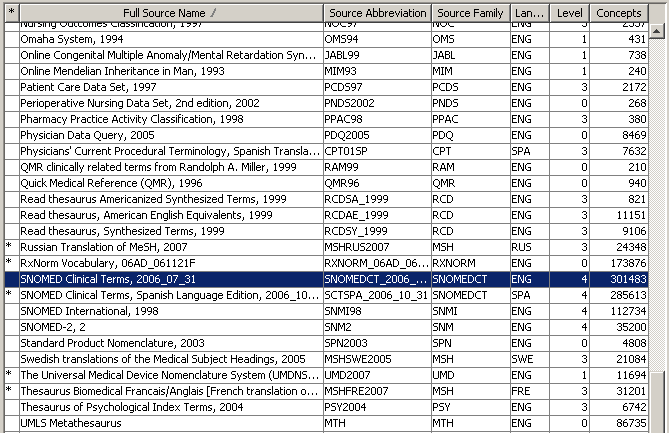 * Full Source Name / Source Abbreviation Source Family Lan... Level Concepts
Nursing Outcomes Classification, 1997 NOC97 NOC ENG 3 2337
Omaha System, 1994 OMS94 OMS ENG 1 431
Online Congenital Multiple Anomaly/Mental Retardation Syn... JABL99 JABL ENG 1 738
Online Mendelian Inheritance in Man, 1993 MIM93 MIM ENG 1 240
Patient Care Data Set, 1997 PCDS97 PCDS ENG 3 2172
Perioperative Nursing Data Set, 2nd edition, 2002 PNDS2002 PNDS ENG 0 268
Pharmacy Practice Activity Classification, 1998 PPAC98 PPAC ENG 3 380
Physician Data Query, 2005 PDQ2005 PDQ ENG 0 8469
Physicians' Current Procedural Terminology, Spanish Transla... CPT01SP CPT SPA 3 7632
QMR clinically related terms from Randolph A. Miller, 1999 RAM99 RAM ENG 0 210
Quick Medical Reference (QMR), 1996 QMR96 QMR ENG 0 940
Read thesaurus Americanized Synthesized Terms, 1999 RCDSA_1999 RCD ENG 3 821
Read thesaurus, American English Equivalents, 1999 RCDAE_1999 RCD ENG 3 11151
Read thesaurus, Synthesized Terms, 1999 RCDSY_1999 RCD ENG 3 9106
* Russian Translation of MeSH, 2007 MSHRUS2007 MSH RUS 3 24348
* RxNorm Vocabulary, 06AD_061121F RXNORM_06AD_06... RXNORM ENG 0 173876
SNOMED Clinical Terms, 2006_07_31 SNOMEDCT_2006_... SNOMEDCT ENG 4 301483
* SNOMED Clinical Terms, Spanish Language Edition, 2006_10... SCTSPA_2006_10_31 SNOMEDCT SPA 4 285613
SNOMED International, 1998 SNMI98 SNMI ENG 4 112734
SNOMED-2, 2 SNM2 SNM ENG 4 35200
Standard Product Nomenclature, 2003 SPN2003 SPN ENG 0 4808
Swedish translations of the Medical Subject Headings, 2005 MSHSWE2005 MSH SWE 3 21084
* The Universal Medical Device Nomenclature System (UMDNS... UMD2007 UMD ENG 1 11694
* Thesaurus Biomedical Francais/Anglais [French translation o... MSHFRE2007 MSH FRE 3 31201
Thesaurus of Psychological Index Terms, 2004 PSY2004 PSY ENG 3 6742
UMLS Metathesaurus MTH MTH ENG 0 86735